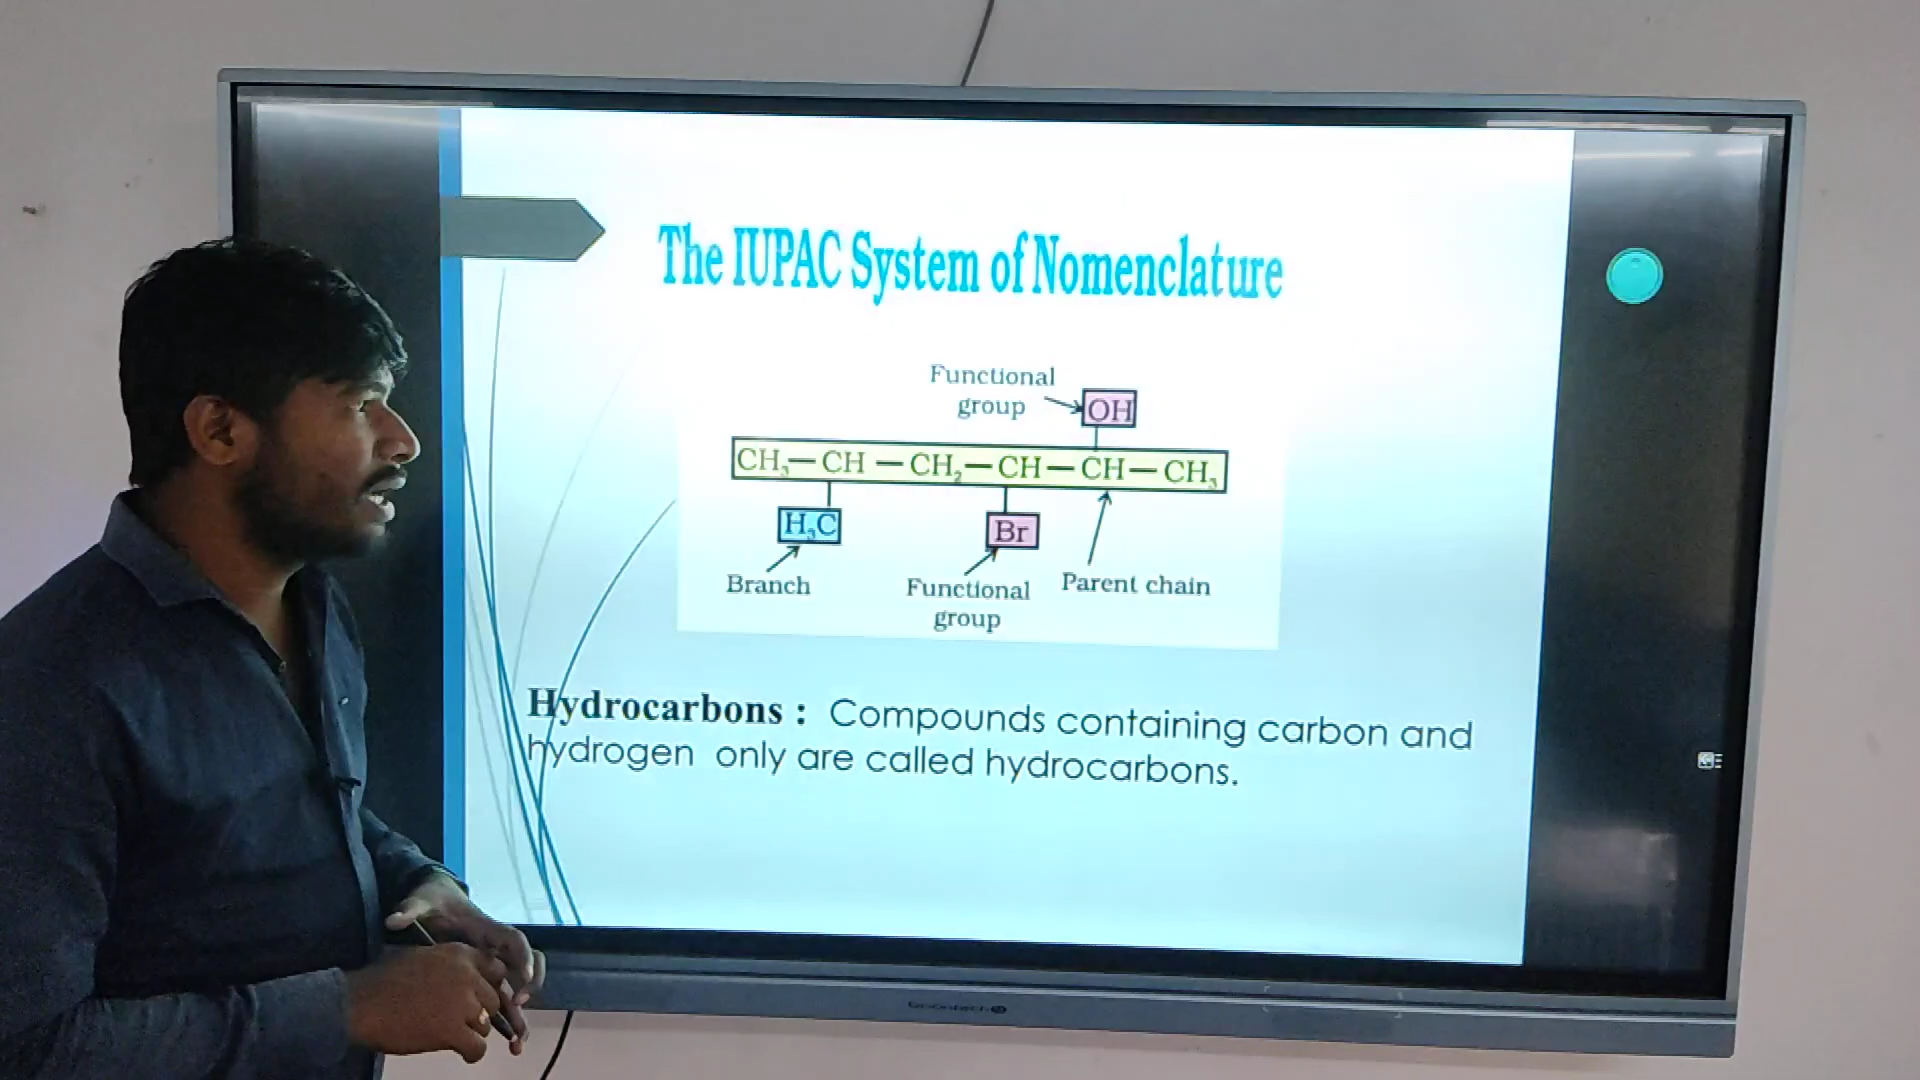 The IUPAC System of Nomenclature
Functional
group
OH
CH₃—CH—CH₂—CH—CH—CH₃
H₃C
Br
Branch
Functional
group
Parent chain
Hydrocarbons : Compounds containing carbon and
hydrogen only are called hydrocarbons.